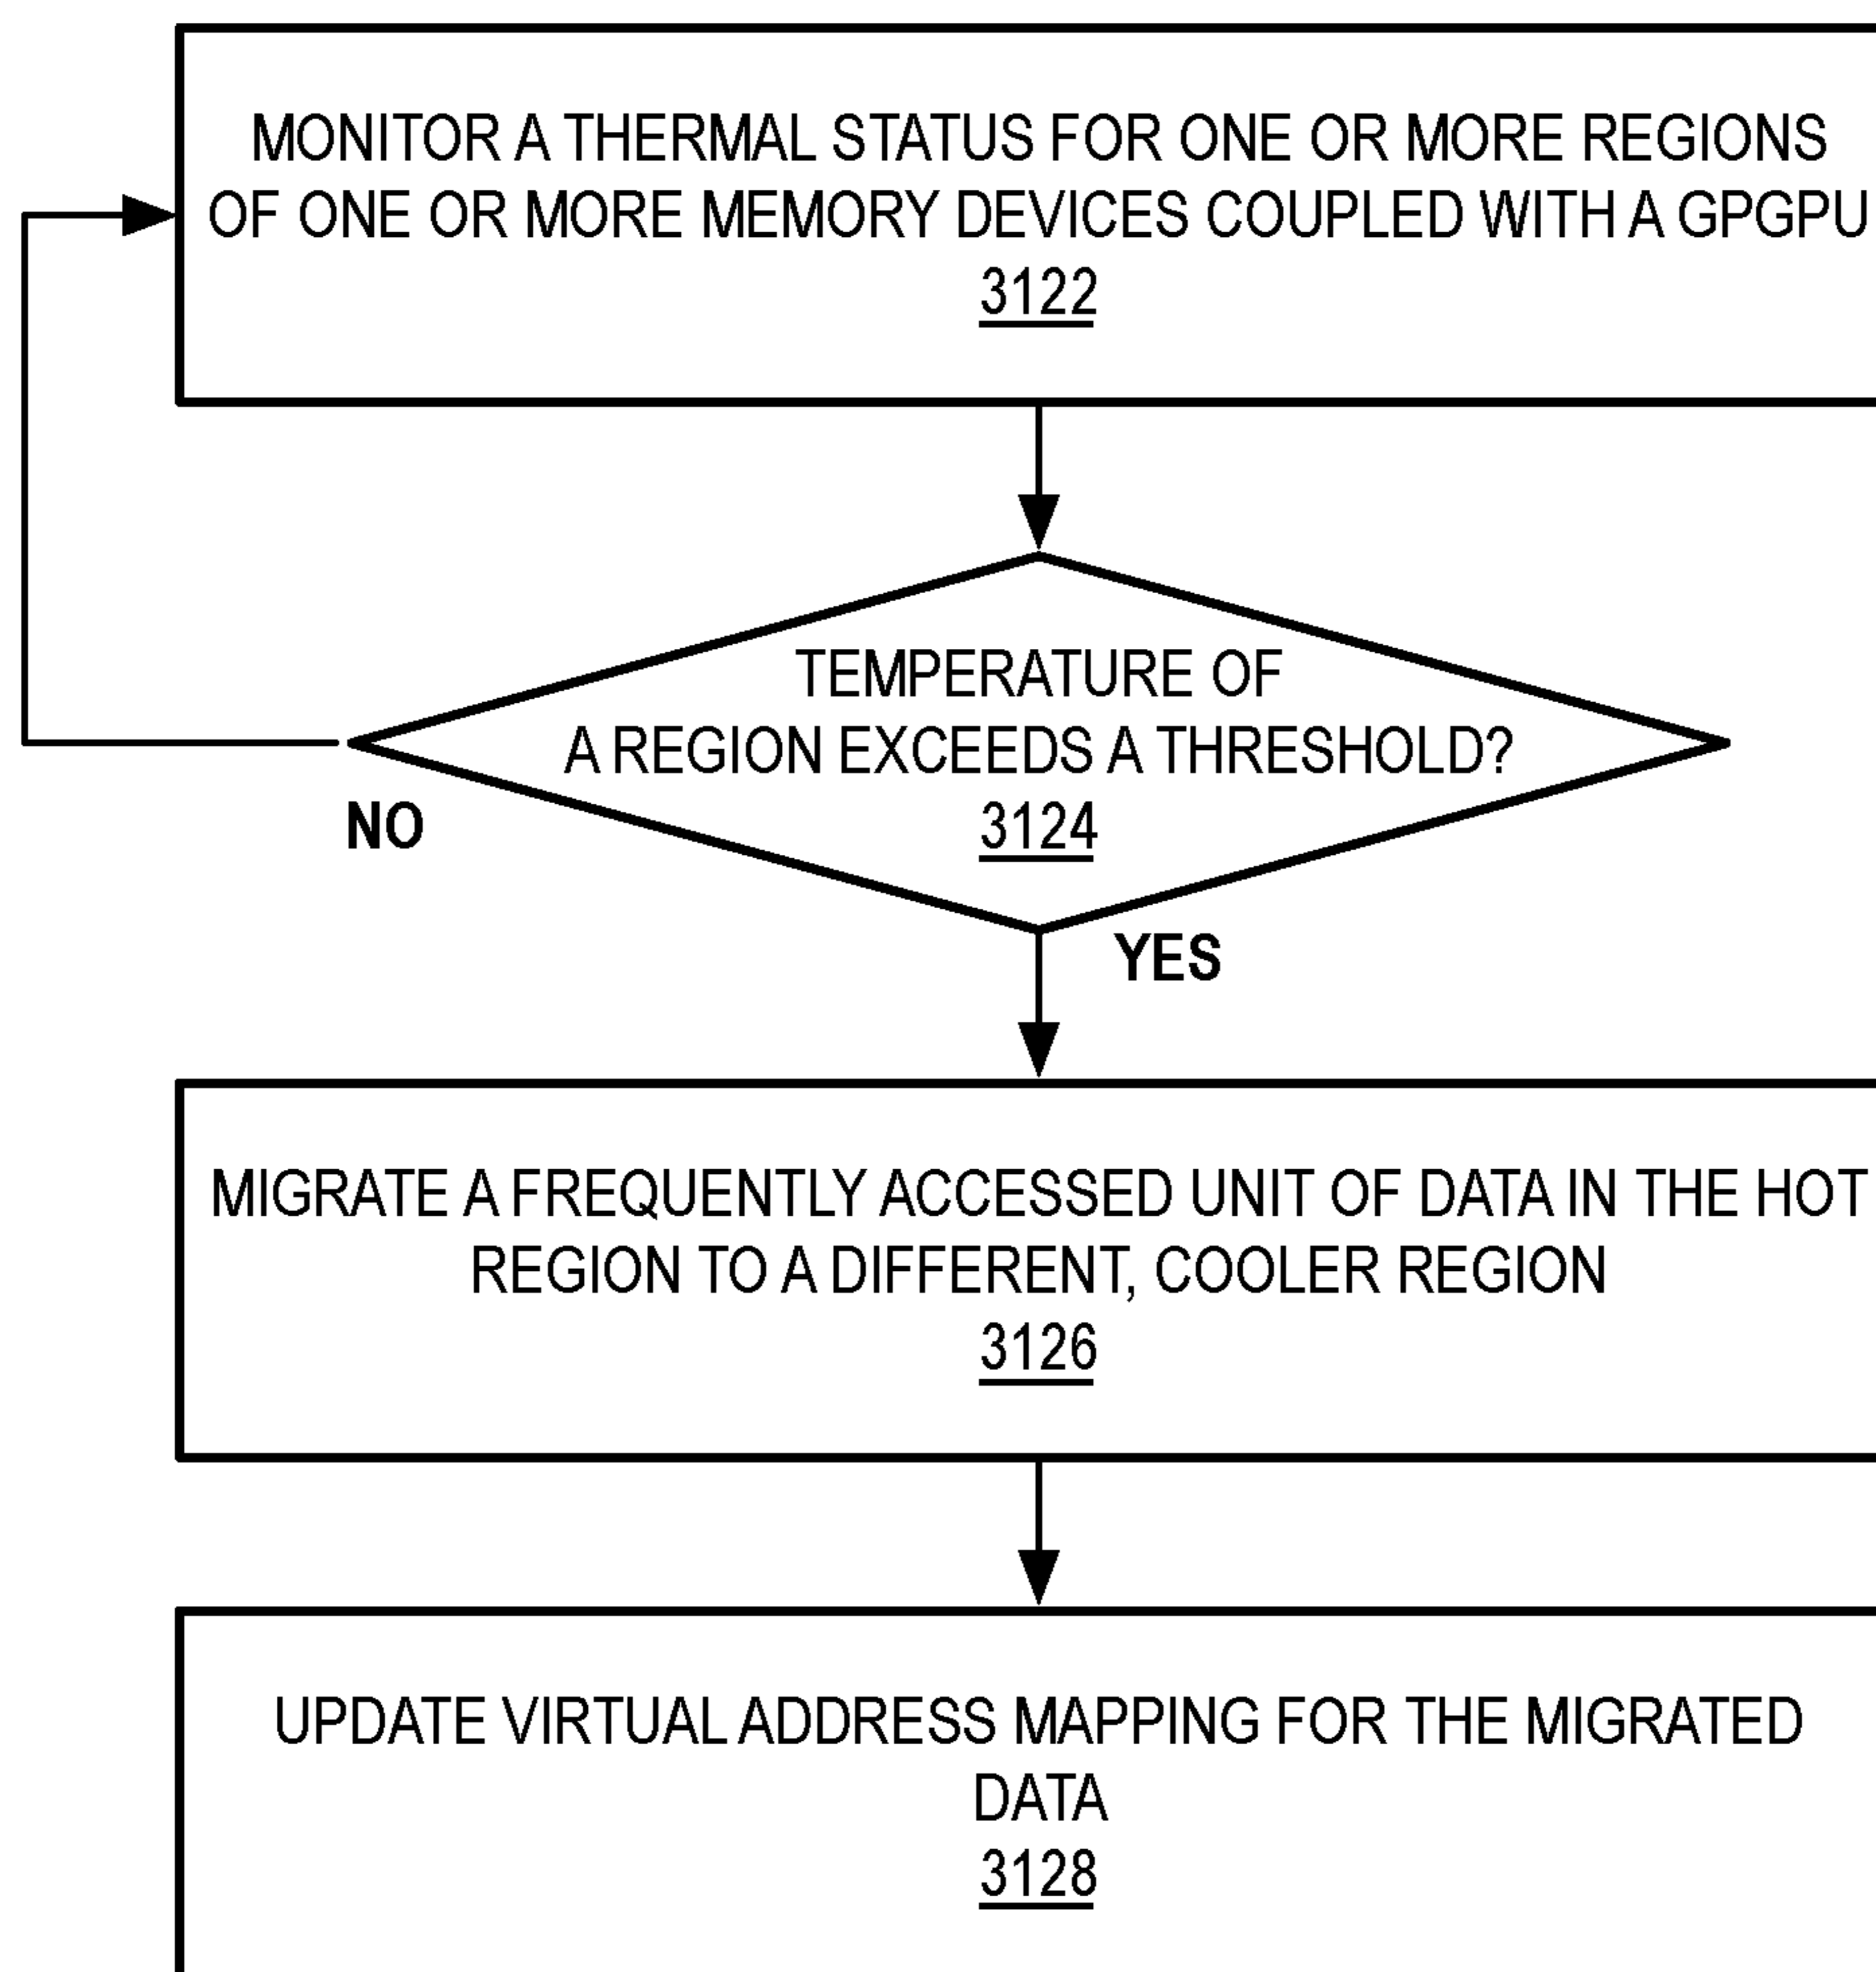 MONITOR A THERMAL STATUS FOR ONE OR MORE REGIONS
OF ONE OR MORE MEMORY DEVICES COUPLED WITH A GPGPU
3122
TEMPERATURE OF
A REGION EXCEEDS A THRESHOLD?
3124
NO
YES
MIGRATE A FREQUENTLY ACCESSED UNIT OF DATA IN THE HOT
REGION TO A DIFFERENT, COOLER REGION
3126
UPDATE VIRTUAL ADDRESS MAPPING FOR THE MIGRATED
DATA
3128